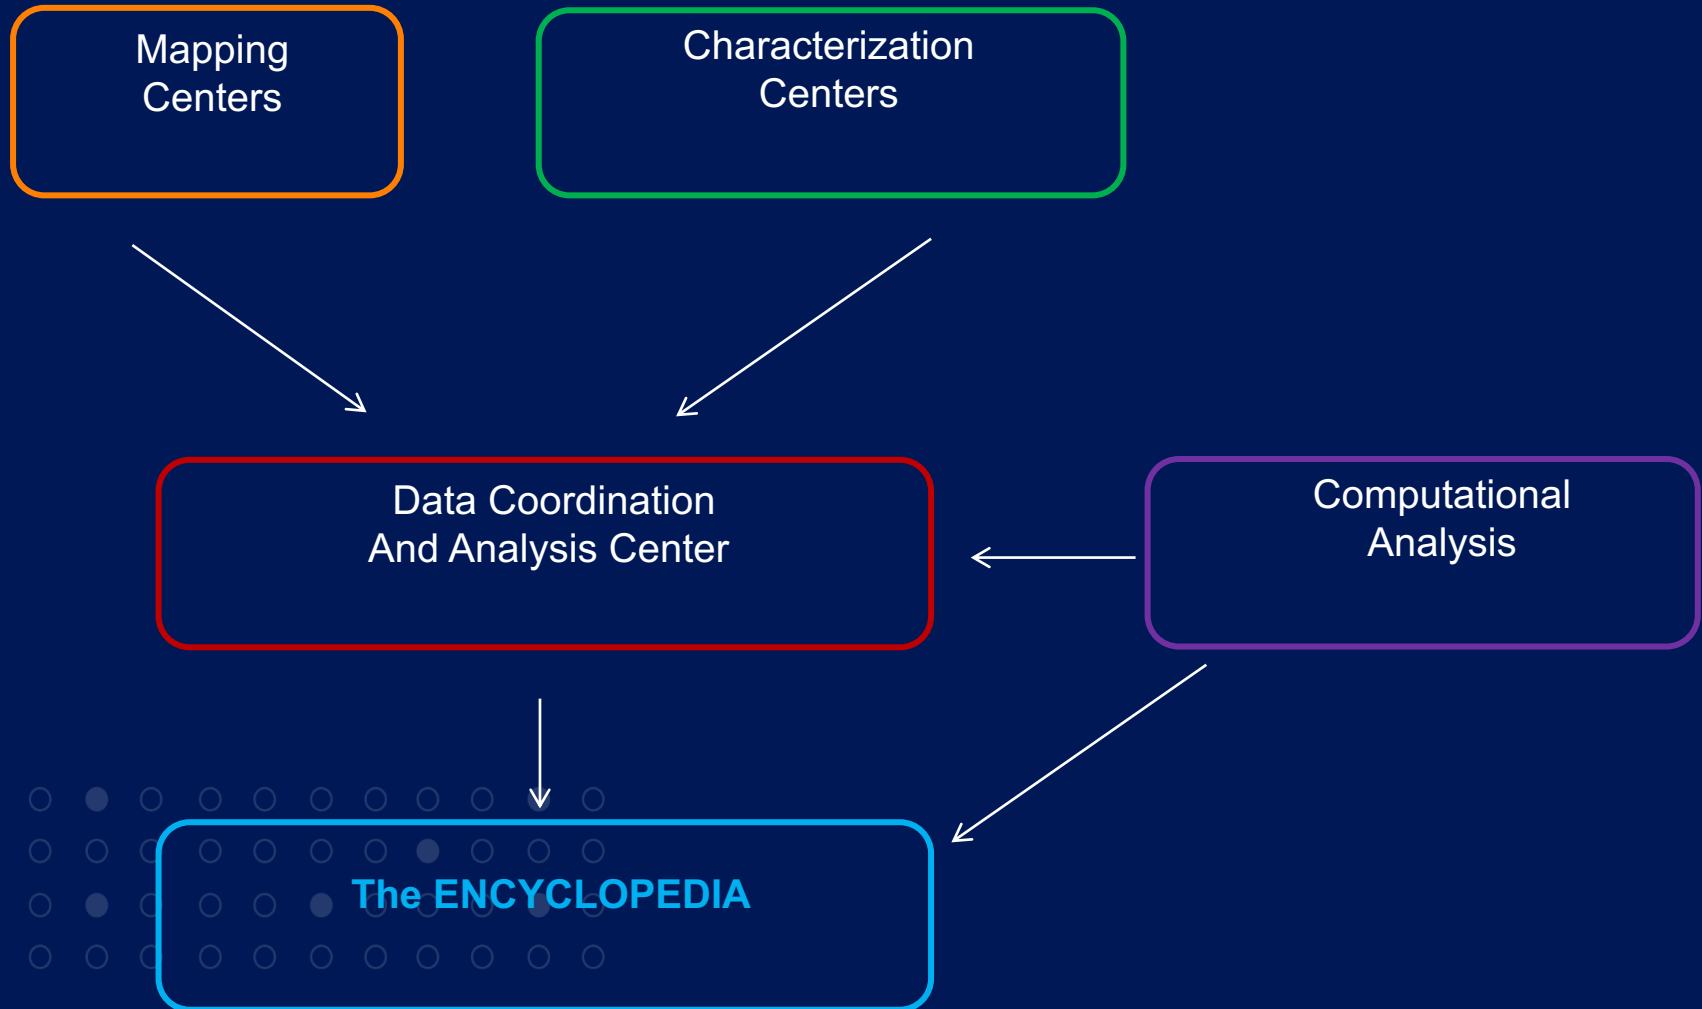 Mapping
Centers
Characterization
Centers
Data Coordination
And Analysis Center
Computational
Analysis
The ENCYCLOPEDIA